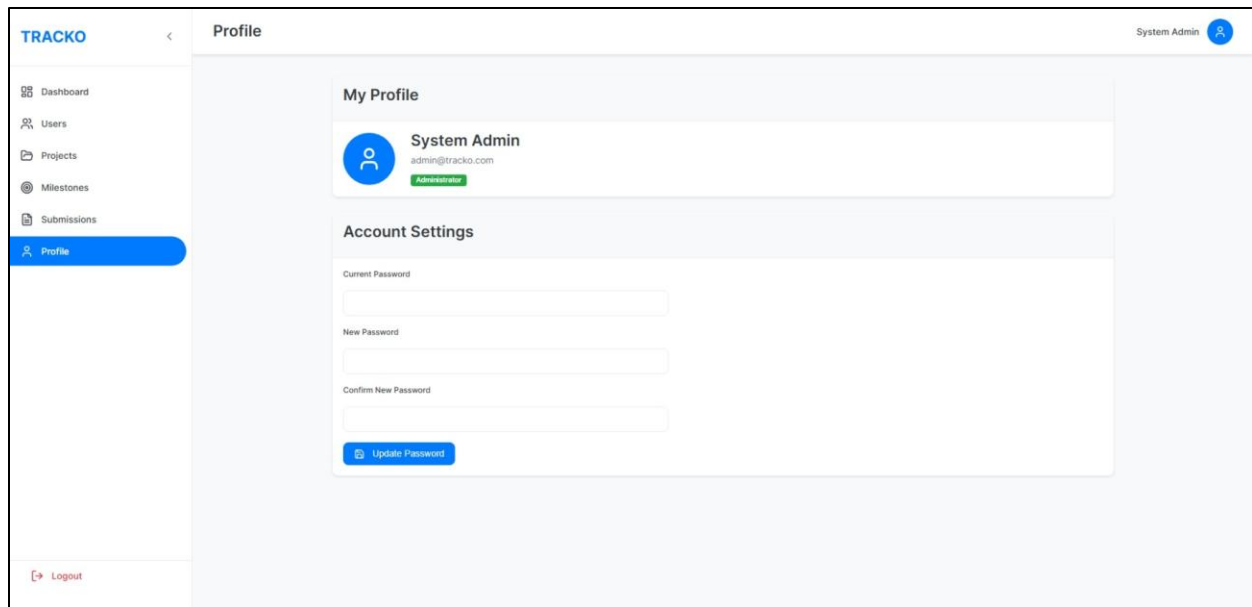 TRACKO
Profile
System Admin
Dashboard
Users
Projects
Milestones
Submissions
Profile
Logout
My Profile
System Admin
admin@tracko.com
Administrator
Account Settings
Current Password
New Password
Confirm New Password
Update Password